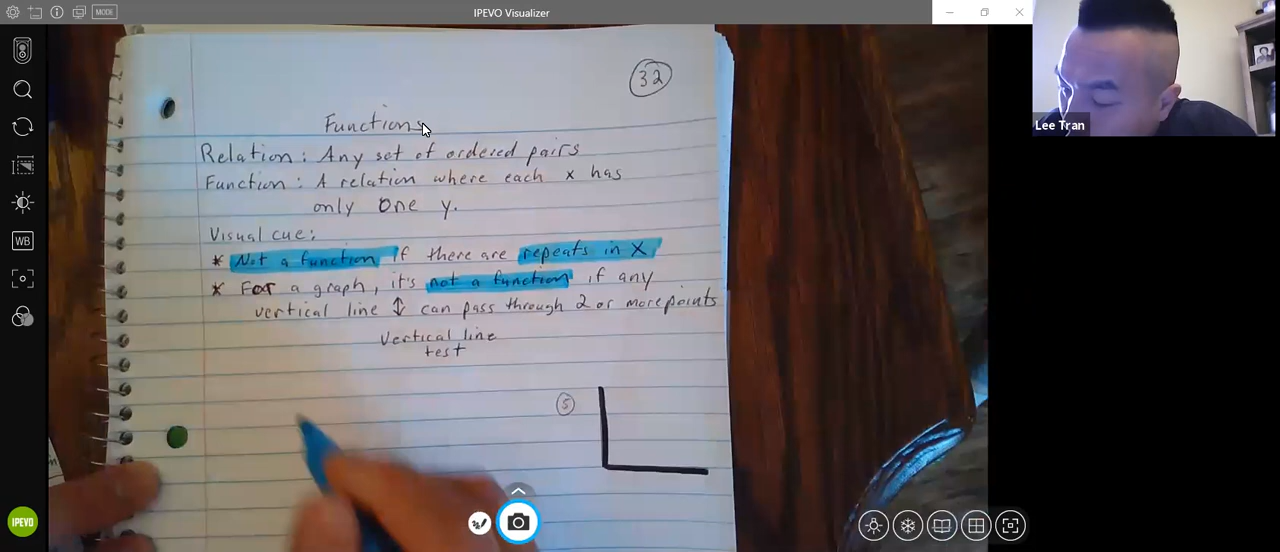 MODE
IPEVO Visualizer
WB
IPEVO
Lee Tran
32
Functions
Relation: Any set of ordered pairs
Function: A relation where each x has
only one y.
Visual cue:
* Not a function if there are repeats in X
* For a graph, it's not a function if any
vertical line ↕ can pass through 2 or more points
Vertical line
test
5